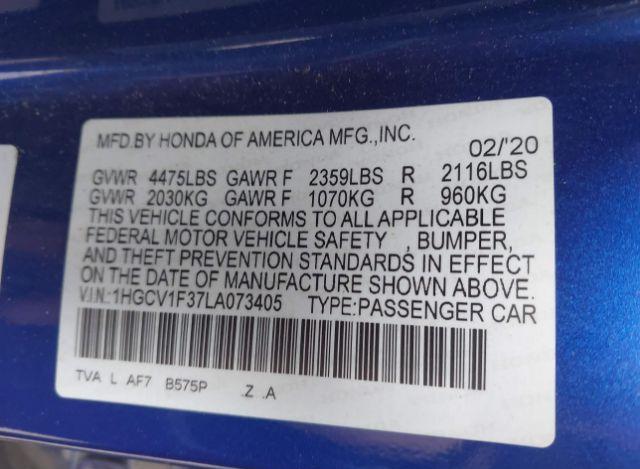 MFD.BY HONDA OF AMERICA MFG.,INC. 02/'20
GVWR 4475LBS GAWR F 2359LBS R 2116LBS
GVWR 2030KG GAWR F 1070KG R 960KG
THIS VEHICLE CONFORMS TO ALL APPLICABLE
FEDERAL MOTOR VEHICLE SAFETY , BUMPER,
AND THEFT PREVENTION STANDARDS IN EFFECT
ON THE DATE OF MANUFACTURE SHOWN ABOVE.
V.I.N.:1HGCV1F37LA073405 TYPE:PASSENGER CAR
TVA L AF7 B575P .Z .A